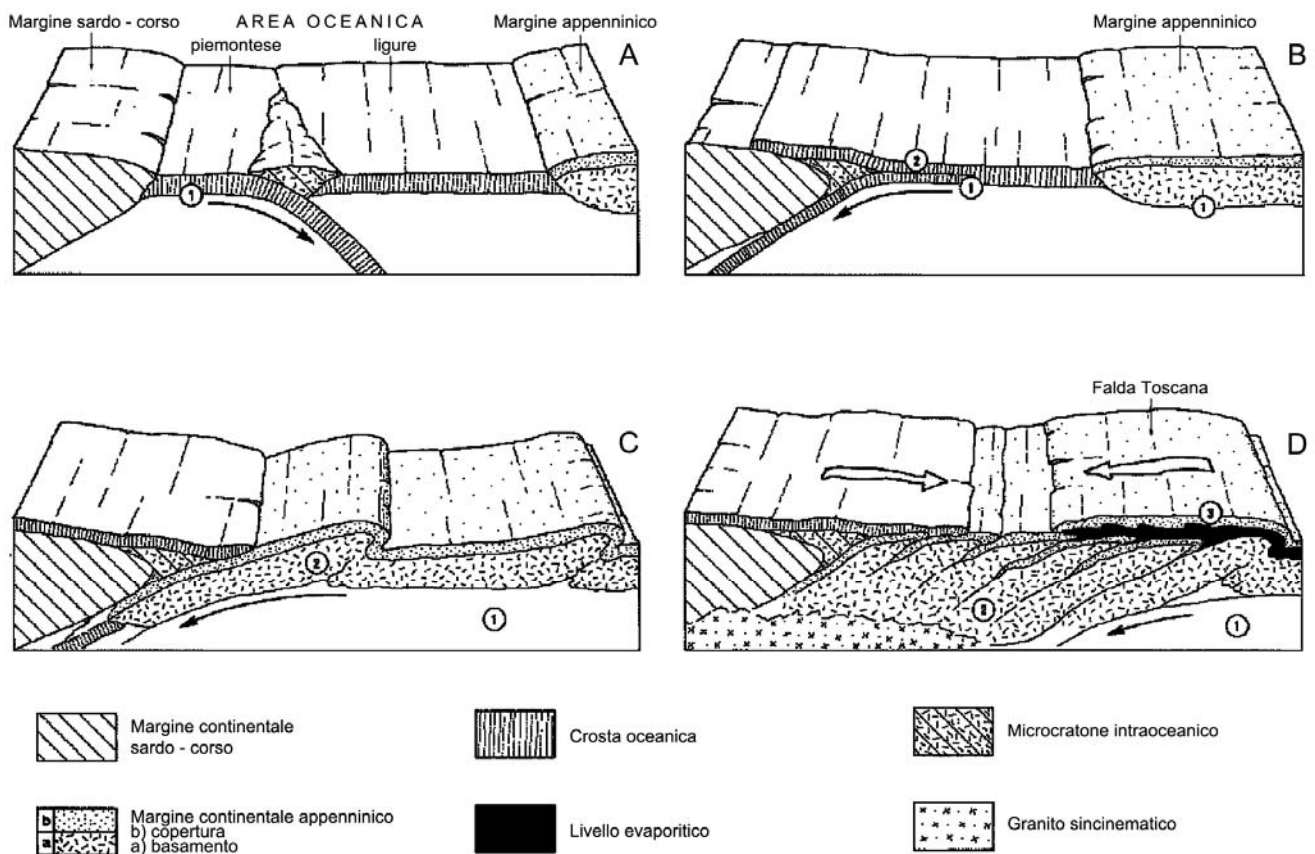 Margine sardo - corso
AREA OCEANICA
piemontese
ligure
Margine appenninico
A
1
Margine appenninico
B
2
1
1
C
2
1
Falda Toscana
D
3
2
1
Margine continentale
sardo - corso
Crosta oceanica
Microcratone intraoceanico
b
a
Margine continentale appenninico
b) copertura
a) basamento
Livello evaporitico
Granito sincinematico